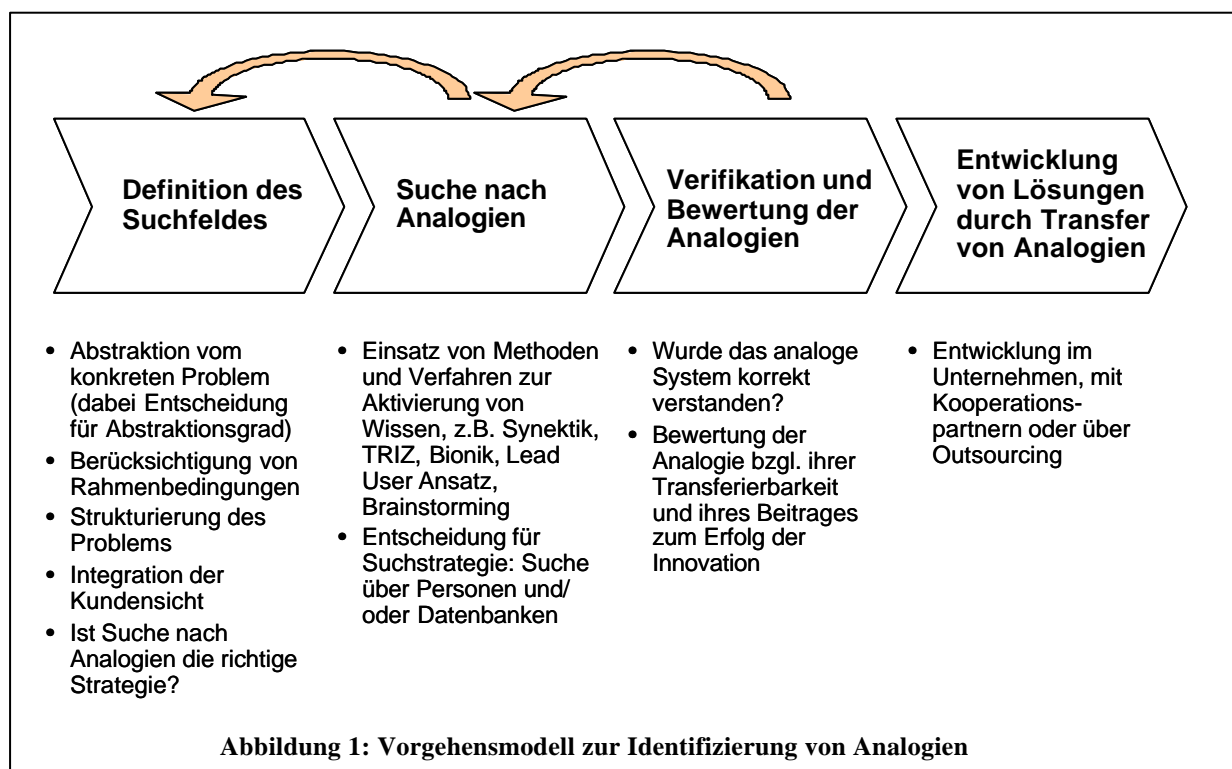 Definition des
Suchfeldes
Suche nach
Analogien
Verifikation und
Bewertung der
Analogien
Entwicklung
von Lösungen
durch Transfer
von Analogien
• Abstraktion vom
konkreten Problem
(dabei Entscheidung
für Abstraktionsgrad)
• Berücksichtigung von
Rahmenbedingungen
• Strukturierung des
Problems
• Integration der
Kundensicht
• Ist Suche nach
Analogien die richtige
Strategie?
• Einsatz von Methoden
und Verfahren zur
Aktivierung von
Wissen, z.B. Synektik,
TRIZ, Bionik, Lead
User Ansatz,
Brainstorming
• Entscheidung für
Suchstrategie: Suche
über Personen und/
oder Datenbanken
• Wurde das analoge
System korrekt
verstanden?
• Bewertung der
Analogie bzgl. ihrer
Transferierbarkeit
und ihres Beitrages
zum Erfolg der
Innovation
• Entwicklung im
Unternehmen, mit
Kooperations-
partnern oder über
Outsourcing
Abbildung 1: Vorgehensmodell zur Identifizierung von Analogien